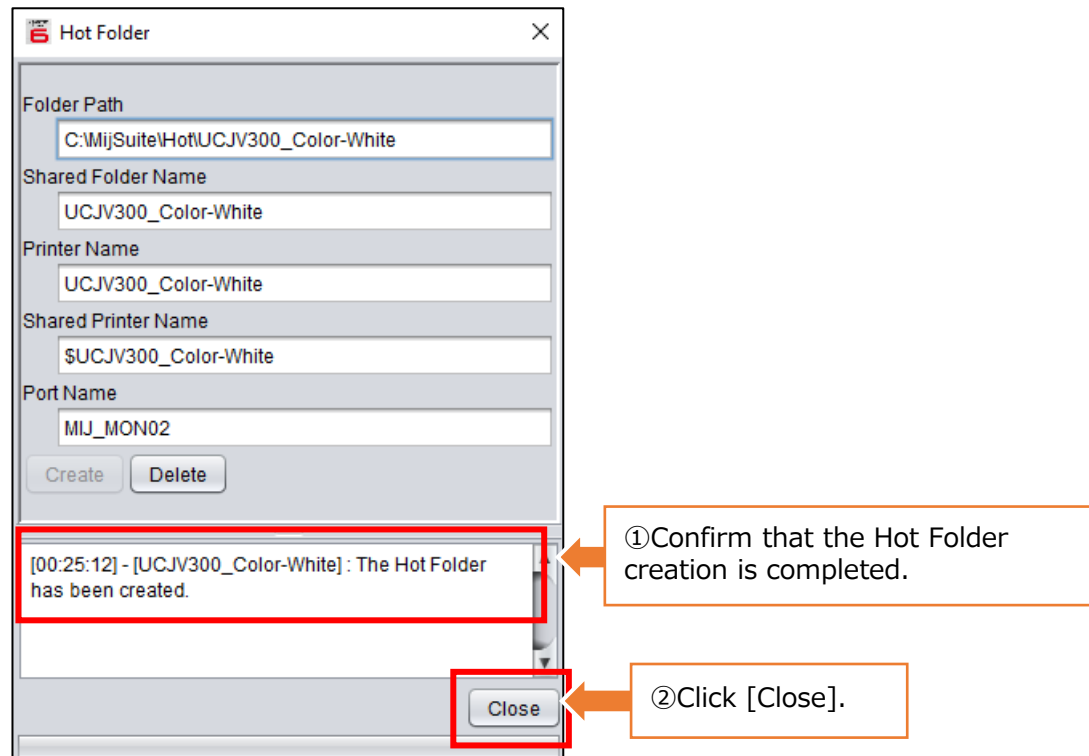 Hot Folder
Folder Path
C:\MijSuite\Hot\UCJV300_Color-White
Shared Folder Name
UCJV300_Color-White
Printer Name
UCJV300_Color-White
Shared Printer Name
$UCJV300_Color-White
Port Name
MIJ_MON02
Create Delete
[00:25:12] - [UCJV300_Color-White] : The Hot Folder
has been created.
①Confirm that the Hot Folder
creation is completed.
Close
②Click [Close].